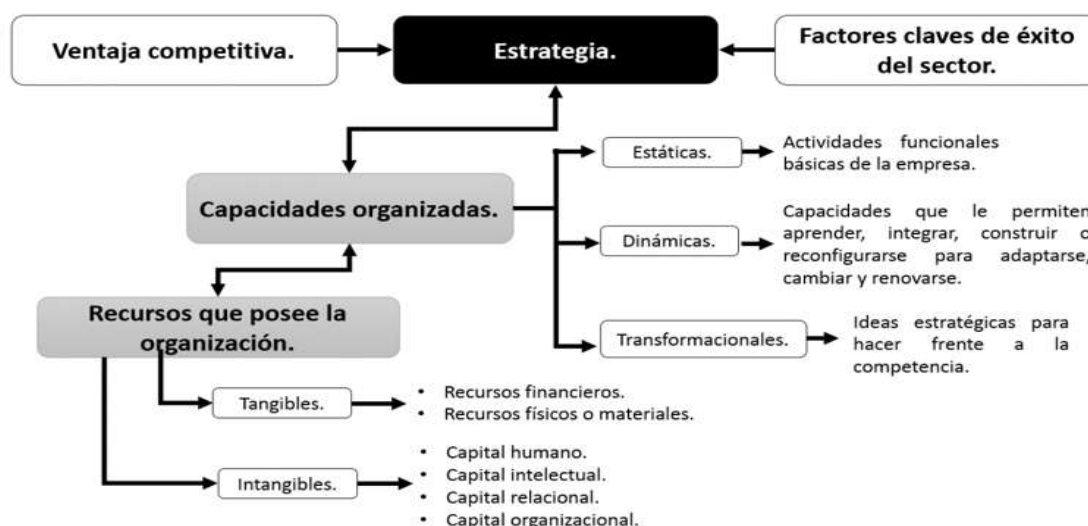 Ventaja competitiva.
Estrategia.
Factores claves de éxito
del sector.
Capacidades organizadas.
Estáticas.
Actividades funcionales
básicas de la empresa.
Dinámicas.
Capacidades que le permiten
aprender, integrar, construir o
reconfigurarse para adaptarse,
cambiar y renovarse.
Transformacionales.
Ideas estratégicas para
hacer frente a la
competencia.
Recursos que posee la
organización.
Tangibles.
• Recursos financieros.
• Recursos físicos o materiales.
Intangibles.
• Capital humano.
• Capital intelectual.
• Capital relacional.
• Capital organizacional.